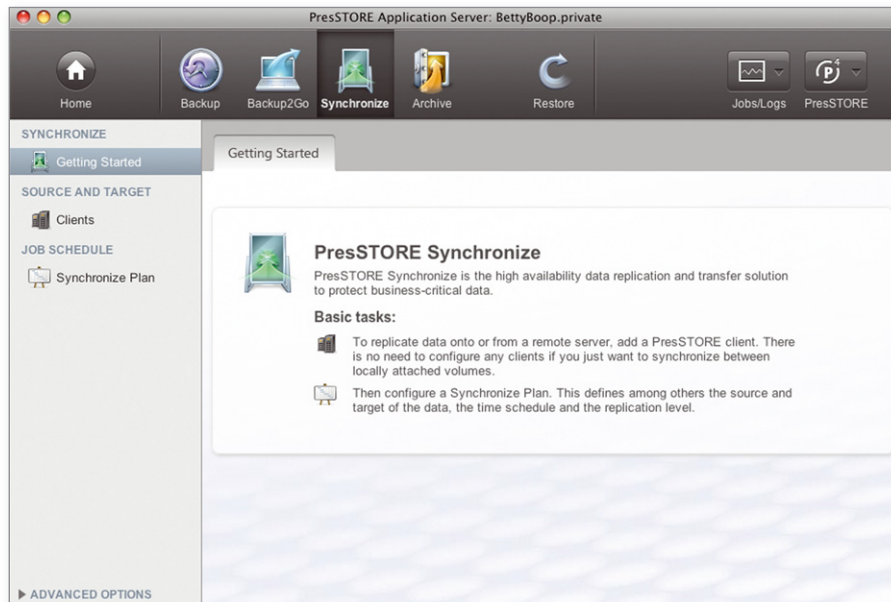 PresSTORE Application Server: BettyBoop.private
Home
Backup
Backup2Go
Synchronize
Archive
Restore
Jobs/Logs
P4
PresSTORE
SYNCHRONIZE
Getting Started
SOURCE AND TARGET
Clients
JOB SCHEDULE
Synchronize Plan
ADVANCED OPTIONS
Getting Started
PresSTORE Synchronize
PresSTORE Synchronize is the high availability data replication and transfer solution
to protect business-critical data.
Basic tasks:
To replicate data onto or from a remote server, add a PresSTORE client. There
is no need to configure any clients if you just want to synchronize between
locally attached volumes.
Then configure a Synchronize Plan. This defines among others the source and
target of the data, the time schedule and the replication level.